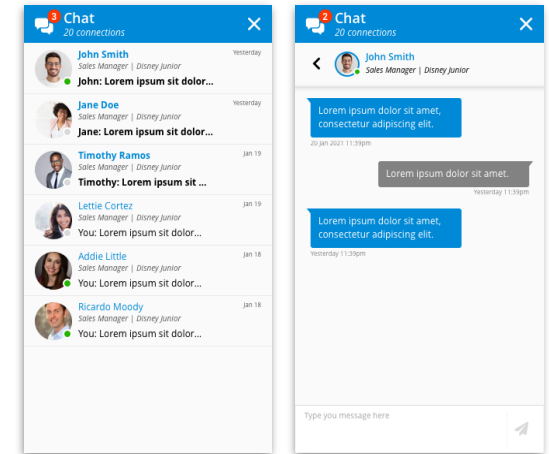 3
Chat
20 connections
John Smith
Yesterday
Sales Manager | Disney Junior
John: Lorem ipsum sit dolor...
Jane Doe
Yesterday
Sales Manager | Disney Junior
Jane: Lorem ipsum sit dolor...
Timothy Ramos
Jan 19
Sales Manager | Disney Junior
Timothy: Lorem ipsum sit ...
Lettie Cortez
Jan 19
Sales Manager | Disney Junior
You: Lorem ipsum sit dolor...
Addie Little
Jan 18
Sales Manager | Disney Junior
You: Lorem ipsum sit dolor...
Ricardo Moody
Jan 18
Sales Manager | Disney Junior
You: Lorem ipsum sit dolor...
2
Chat
20 connections
John Smith
Sales Manager | Disney Junior
Lorem ipsum dolor sit amet,
consectetur adipiscing elit.
20 Jan 2021 11:39pm
Lorem ipsum dolor sit amet.
Yesterday 11:39pm
Lorem ipsum dolor sit amet,
consectetur adipiscing elit.
Yesterday 11:39pm
Type you message here